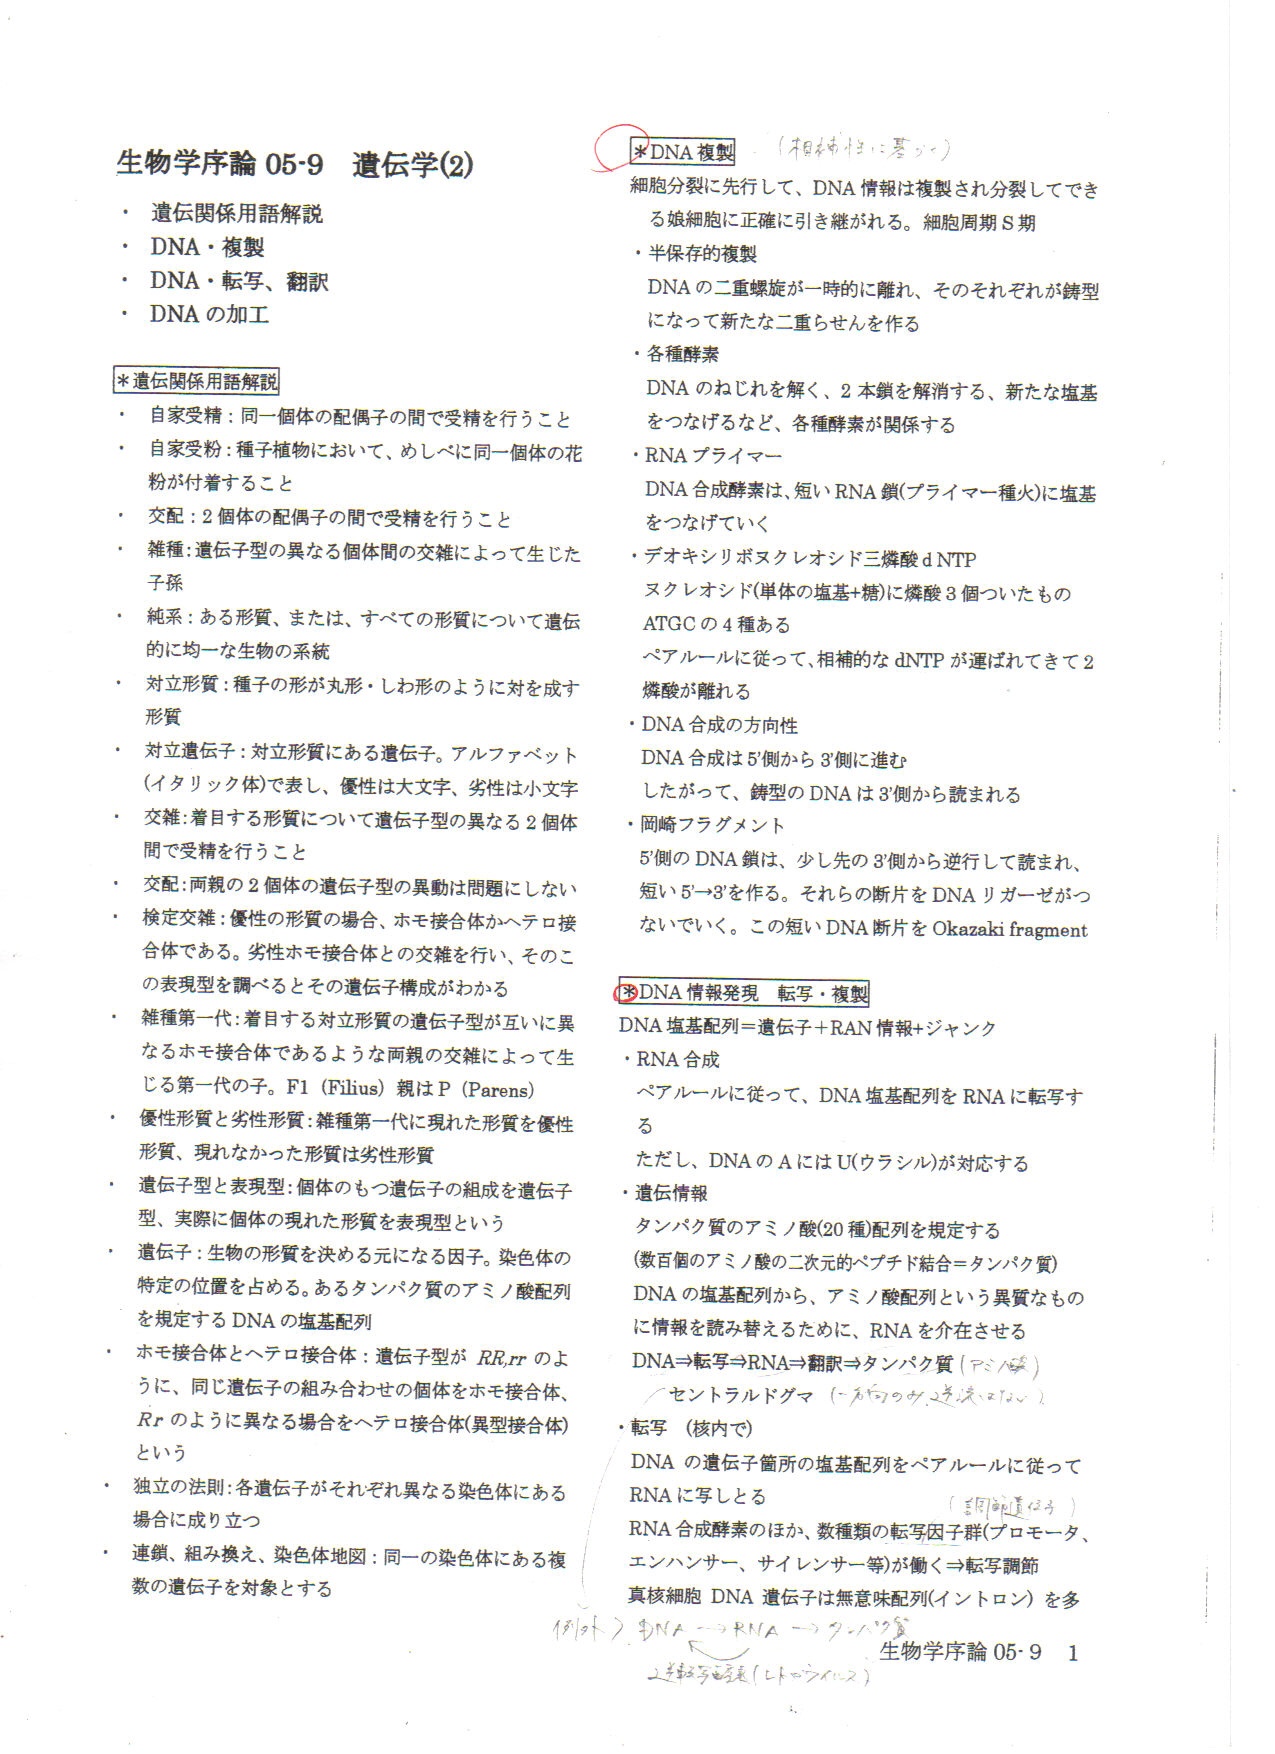 生物学序論 05-9　遺伝学(2)
・　遺伝関係用語解説
・　DNA・複製
・　DNA・転写、翻訳
・　DNA の加工
＊遺伝関係用語解説
・　自家受精：同一個体の配偶子の間で受精を行うこと
・　自家受粉：種子植物において、めしべに同一個体の花
粉が付着すること
・　交配：2 個体の配偶子の間で受精を行うこと
・　雑種：遺伝子型の異なる個体間の交雑によって生じた
子孫
・　純系：ある形質、または、すべての形質について遺伝
的に均一な生物の系統
・　対立形質：種子の形が丸形・しわ形のように対を成す
形質
・　対立遺伝子：対立形質にある遺伝子。アルファベット
(イタリック体)で表し、優性は大文字、劣性は小文字
・　交雑：着目する形質について遺伝子型の異なる 2 個体
間で受精を行うこと
・　交配：両親の 2 個体の遺伝子型の異動は問題にしない
・　検定交雑：優性の形質の場合、ホモ接合体かヘテロ接
合体である。劣性ホモ接合体との交雑を行い、そのこ
の表現型を調べるとその遺伝子構成がわかる
・　雑種第一代：着目する対立形質の遺伝子型が互いに異
なるホモ接合体であるような両親の交雑によって生
じる第一代の子。F1（Filius）親は P（Parens）
・　優性形質と劣性形質：雑種第一代に現れた形質を優性
形質、現れなかった形質は劣性形質
・　遺伝子型と表現型：個体のもつ遺伝子の組成を遺伝子
型、実際に個体の現れた形質を表現型という
・　遺伝子：生物の形質を決める元になる因子。染色体の
特定の位置を占める。あるタンパク質のアミノ酸配列
を規定する DNA の塩基配列
・　ホモ接合体とヘテロ接合体：遺伝子型が RR,rr のよ
うに、同じ遺伝子の組み合わせの個体をホモ接合体、
Rr のように異なる場合をヘテロ接合体(異型接合体)
という
・　独立の法則：各遺伝子がそれぞれ異なる染色体にある
場合に成り立つ
・　連鎖、組み換え、染色体地図：同一の染色体にある複
数の遺伝子を対象とする
＊DNA 複製　(相補性に基づく)
細胞分裂に先行して、DNA 情報は複製され分裂してでき
る娘細胞に正確に引き継がれる。細胞周期 S 期
・半保存的複製
DNA の二重螺旋が一時的に離れ、そのそれぞれが鋳型
になって新たな二重らせんを作る
・各種酵素
DNA のねじれを解く、2 本鎖を解消する、新たな塩基
をつなげるなど、各種酵素が関係する
・RNA プライマー
DNA 合成酵素は、短い RNA 鎖(プライマー種火)に塩基
をつなげていく
・デオキシリボヌクレオシド三燐酸 d NTP
ヌクレオシド(単体の塩基+糖)に燐酸 3 個ついたもの
ATGC の 4 種ある
ペアルールに従って、相補的な dNTP が運ばれてきて 2
燐酸が離れる
・DNA 合成の方向性
DNA 合成は 5’側から 3’側に進む
したがって、鋳型の DNA は 3’側から読まれる
・岡崎フラグメント
5’側の DNA 鎖は、少し先の 3’側から逆行して読まれ、
短い 5’→3’を作る。それらの断片を DNA リガーゼがつ
ないでいく。この短い DNA 断片を Okazaki fragment
＊DNA 情報発現　転写・複製
DNA 塩基配列＝遺伝子＋RAN 情報+ジャンク
・RNA 合成
ペアルールに従って、DNA 塩基配列を RNA に転写す
る
ただし、DNA の A には U(ウラシル)が対応する
・遺伝情報
タンパク質のアミノ酸(20 種)配列を規定する
(数百個のアミノ酸の二次元的ペプチド結合＝タンパク質)
DNA の塩基配列から、アミノ酸配列という異質なもの
に情報を読み替えるために、RNA を介在させる
DNA⇒転写⇒RNA⇒翻訳⇒タンパク質 (アミノ酸)
セントラルドグマ (一方向のみ、逆流はない)
・転写　(核内で)
DNA の遺伝子箇所の塩基配列をペアルールに従って
RNA に写しとる
(調節遺伝子)
RNA 合成酵素のほか、数種類の転写因子群(プロモータ、
エンハンサー、サイレンサー等)が働く⇒転写調節
真核細胞 DNA 遺伝子は無意味配列(イントロン) を多
例外) DNA → RNA → タンパク質
逆転写酵素(レトロウイルス)
生物学序論 05- 9　1